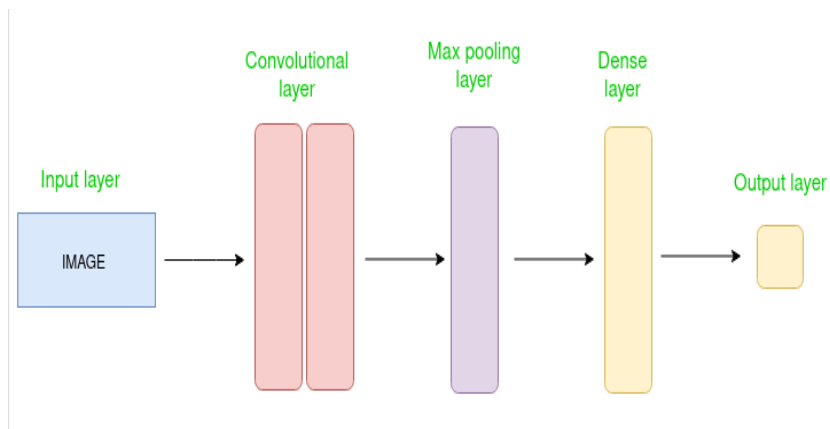 Input layer
IMAGE
Convolutional
layer
Max pooling
layer
Dense
layer
Output layer